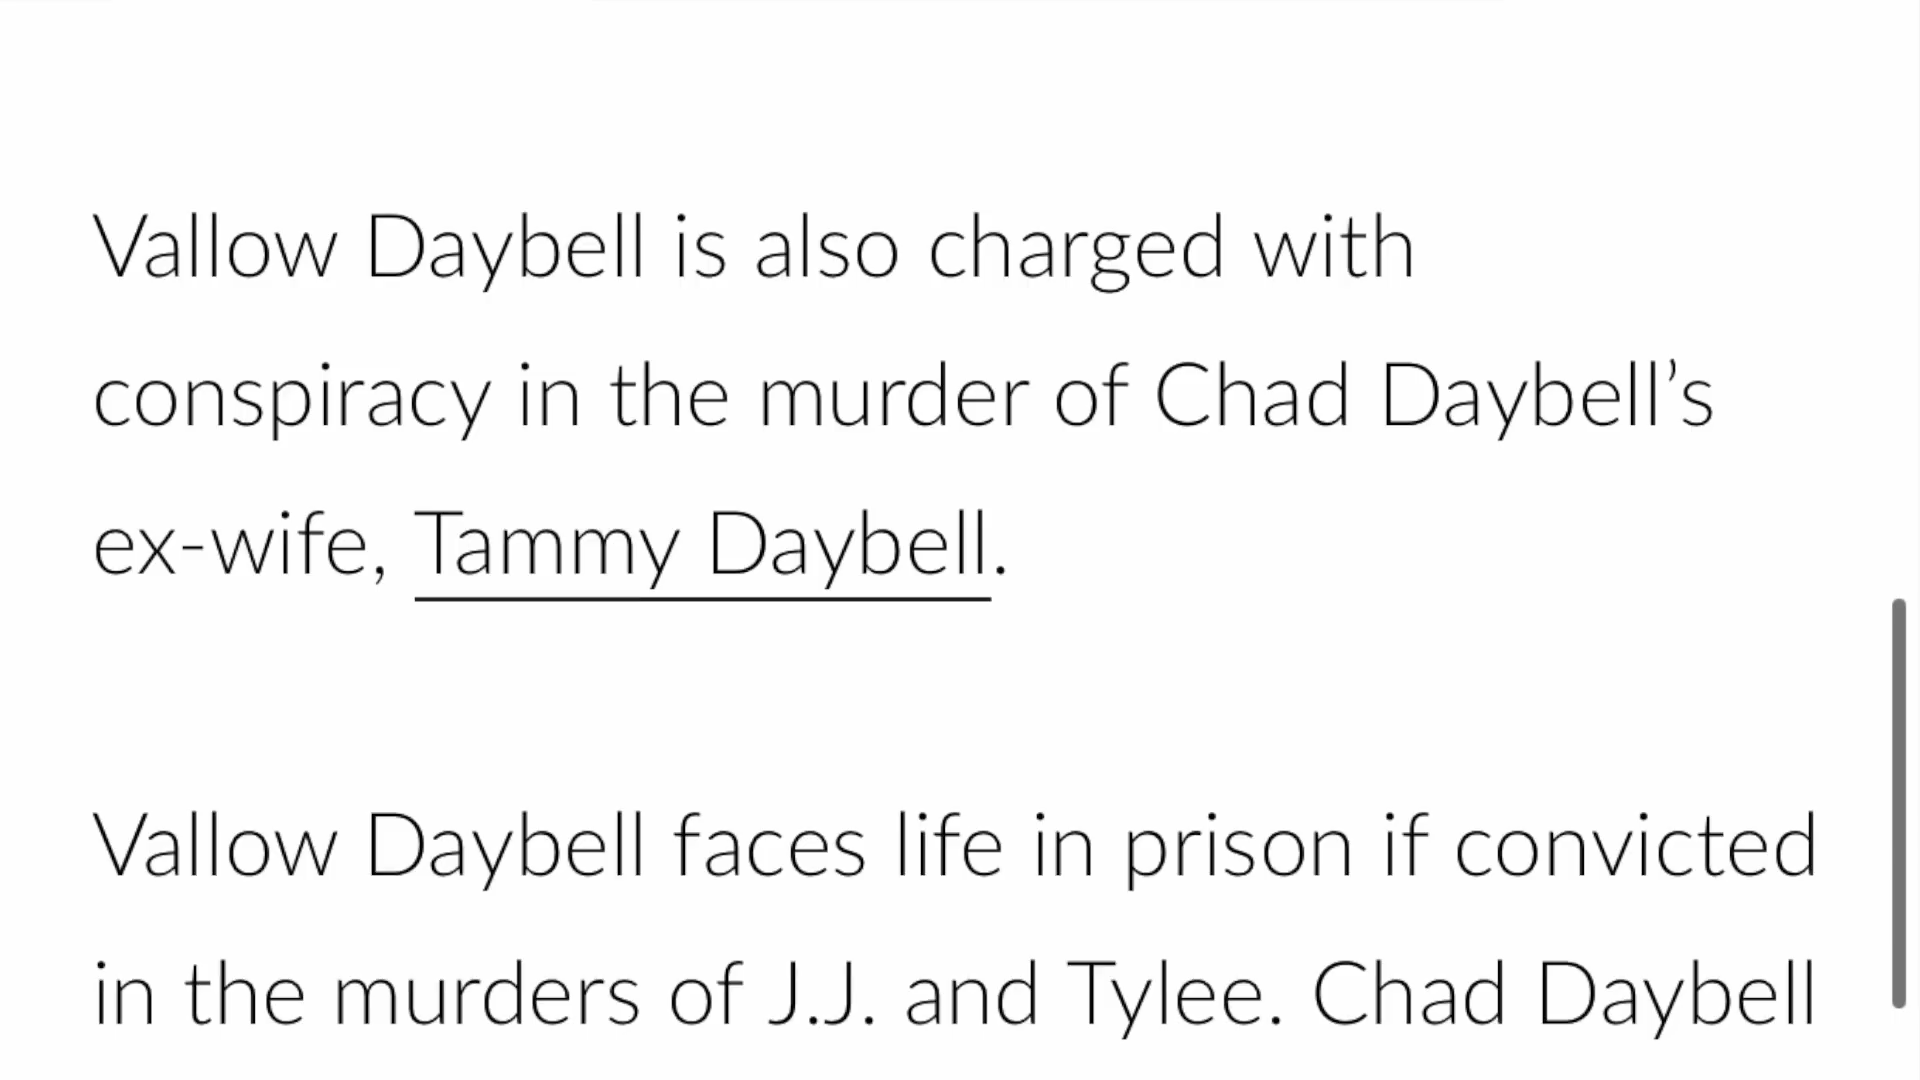 Vallow Daybell is also charged with
conspiracy in the murder of Chad Daybell’s
ex-wife, Tammy Daybell.
Vallow Daybell faces life in prison if convicted
in the murders of J.J. and Tylee. Chad Daybell